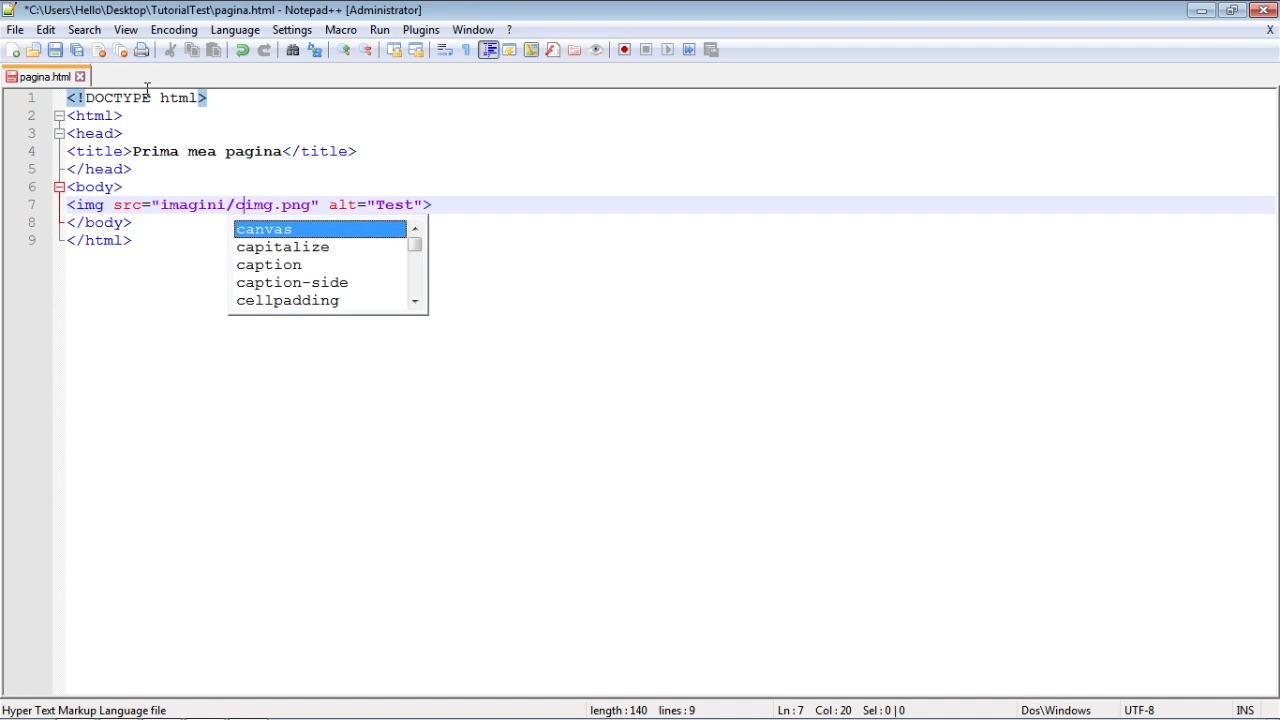 *C:\Users\Hello\Desktop\TutorialTest\pagina.html - Notepad++ [Administrator]
File Edit Search View Encoding Language Settings Macro Run Plugins Window ? X
pagina.html
1 <!DOCTYPE html>
2 <html>
3 <head>
4 <title>Prima mea pagina</title>
5 </head>
6 <body>
7 <img src="imagini/cimg.png" alt="Test">
8 </body>
9 </html>
canvas
capitalize
caption
caption-side
cellpadding
Hyper Text Markup Language file length : 140 lines : 9 Ln : 7 Col : 20 Sel : 0 | 0 Dos\Windows UTF-8 INS